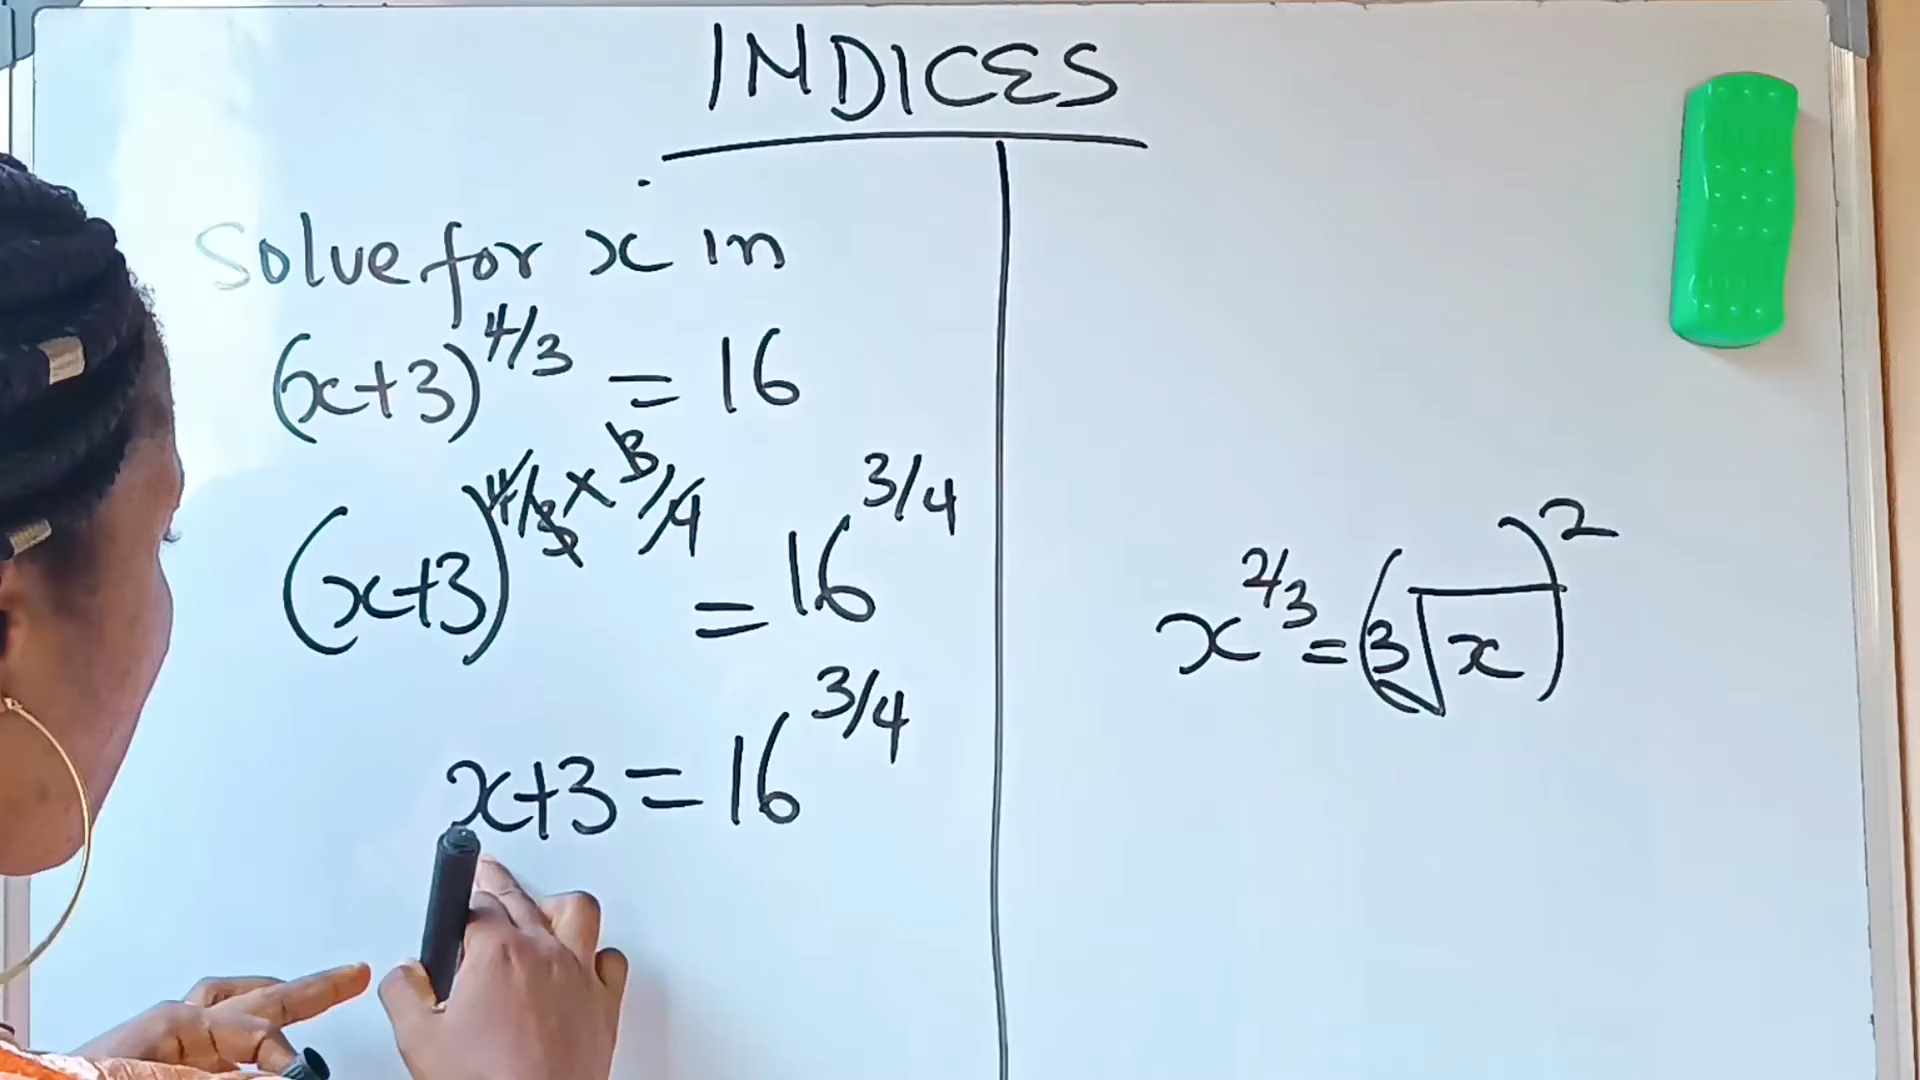 INDICES
Solve for x in
(x+3)^4/3 = 16
(x+3)^4/3 × 3/4 = 16^3/4
x+3 = 16^3/4
x^2/3 = (3√x)^2